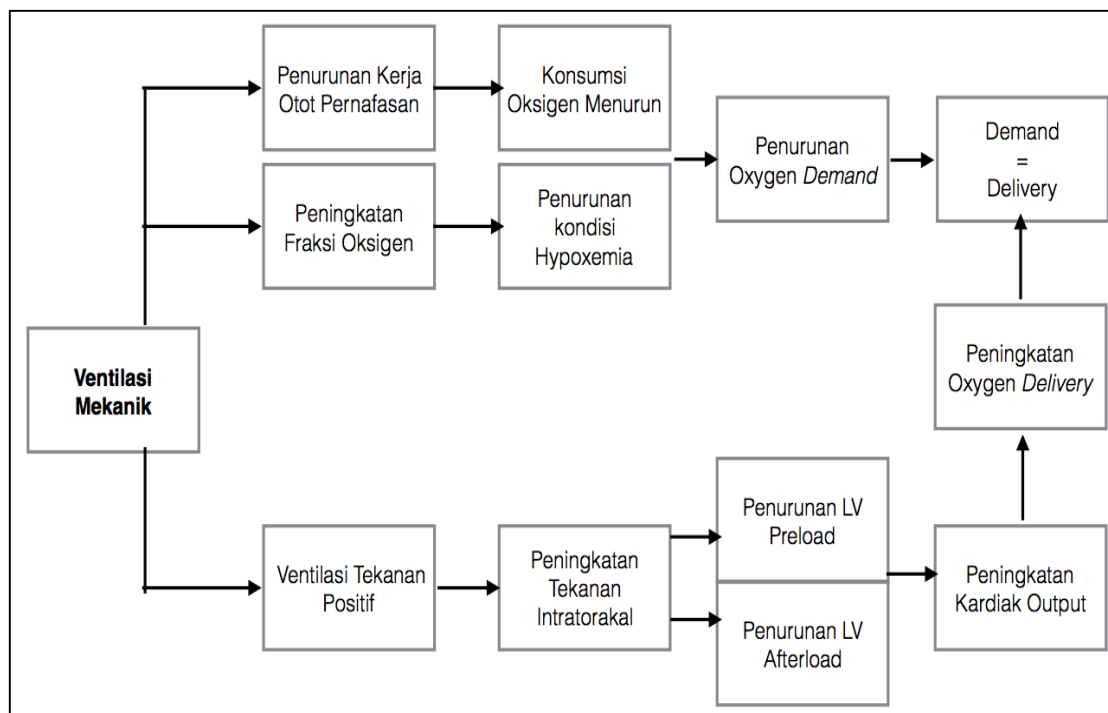 Penurunan Kerja
Otot Pernafasan
Konsumsi
Oksigen Menurun
Peningkatan
Fraksi Oksigen
Penurunan
kondisi
Hypoxemia
Penurunan
Oxygen Demand
Demand
=
Delivery
Ventilasi
Mekanik
Peningkatan
Oxygen Delivery
Ventilasi Tekanan
Positif
Peningkatan
Tekanan
Intratorakal
Penurunan LV
Preload
Penurunan LV
Afterload
Peningkatan
Kardiak Output